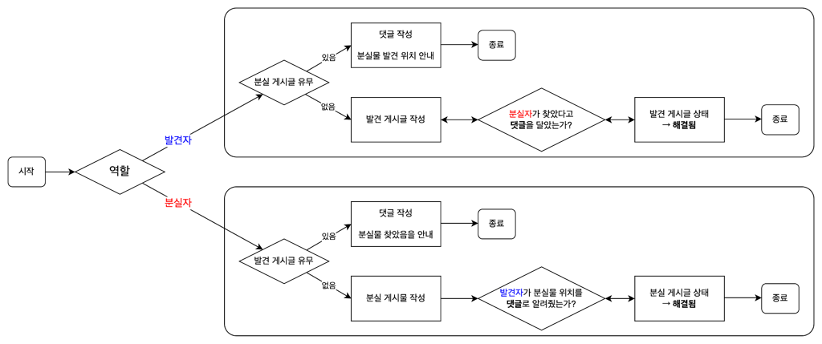 시작
역할
발견자
분실자
분실 게시글 유무
있음
없음
댓글 작성
분실물 발견 위치 안내
종료
발견 게시글 작성
분실자가 찾았다고
댓글을 달았는가?
발견 게시글 상태
→ 해결됨
종료
발견 게시글 유무
있음
없음
댓글 작성
분실물 찾았음을 안내
종료
분실 게시물 작성
발견자가 분실물 위치를
댓글로 알려줬는가?
분실 게시글 상태
→ 해결됨
종료